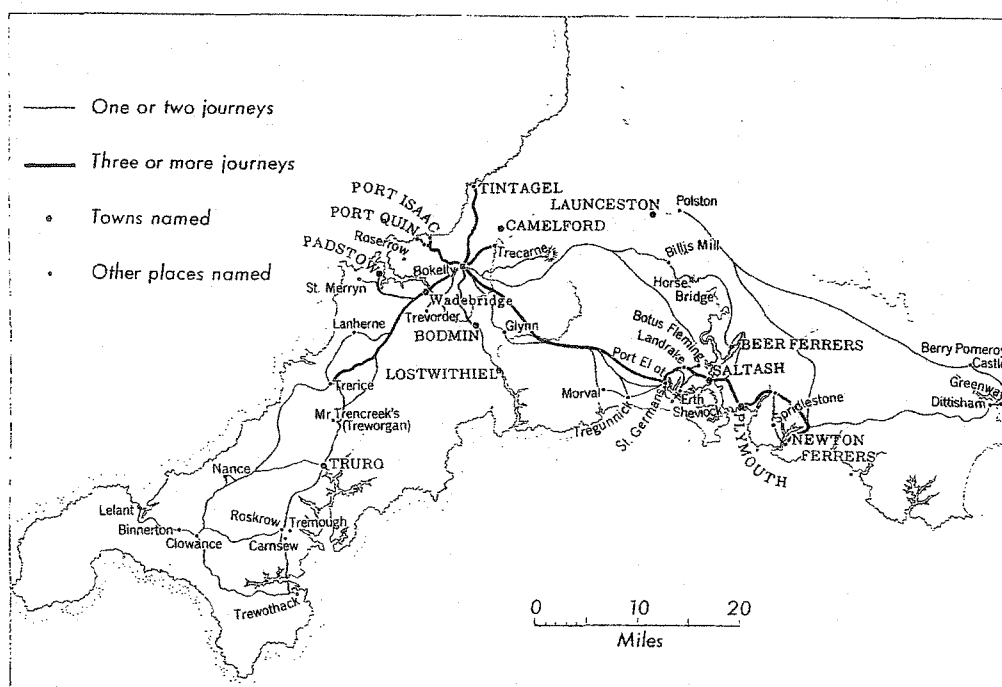 One or two journeys
Three or more journeys
Towns named
Other places named
TINTAGEL
PORT ISAAC
PORT QUIN
LAUNCESTON
Polston
CAMELFORD
Roserrow
Trecarne
Billis Mill
PADSTOW
Bokelly
St. Merryn
Horse
Bridge
Wadebridge
Trevorder
Lanherne
BODMIN
Glynn
Botus Fleming
Landrake
BEER FERRERS
Port Eliot
SALTASH
Berry Pomeroy
Castle
LOSTWITHIEL
Trerice
Morval
Erth
Sheviock
Greenway
Dittisham
Tregunnick
St. Germans
Spridlestone
Mr. Trencreek's
(Treworgan)
PLYMOUTH
NEWTON
FERRERS
TRURO
Nance
Lelant
Roskrow
Tremough
Binnerton
Clowance
Carnsew
Trewothack
0 10 20
Miles